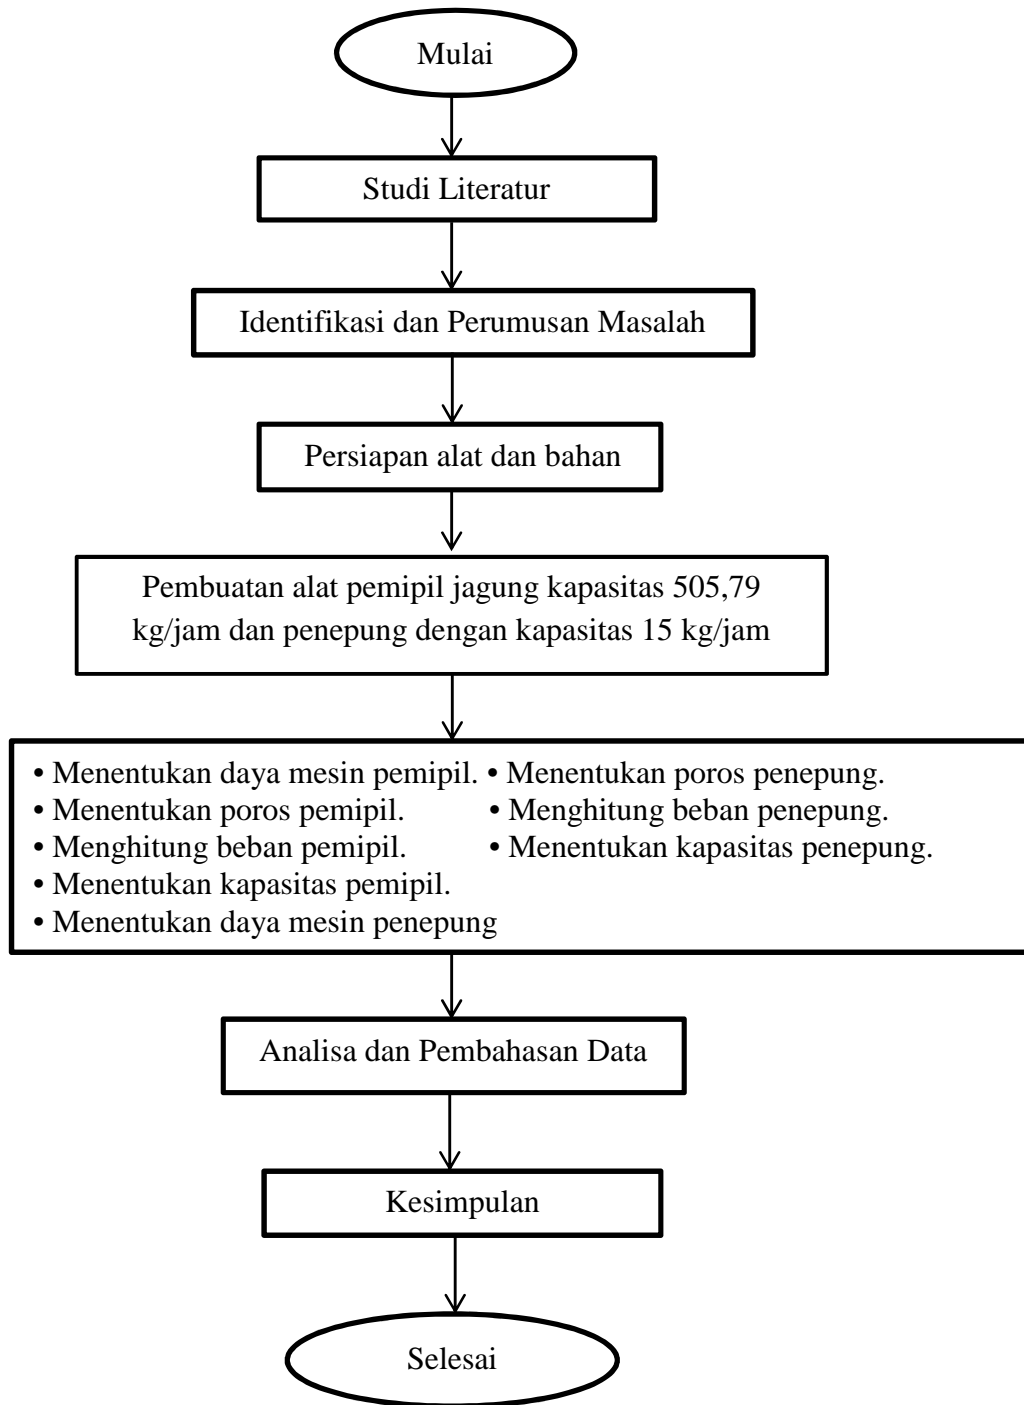 Mulai
Studi Literatur
Identifikasi dan Perumusan Masalah
Persiapan alat dan bahan
Pembuatan alat pemipil jagung kapasitas 505,79
kg/jam dan penepung dengan kapasitas 15 kg/jam
• Menentukan daya mesin pemipil.
• Menentukan poros pemipil.
• Menghitung beban pemipil.
• Menentukan kapasitas pemipil.
• Menentukan daya mesin penepung
• Menentukan poros penepung.
• Menghitung beban penepung.
• Menentukan kapasitas penepung.
Analisa dan Pembahasan Data
Kesimpulan
Selesai